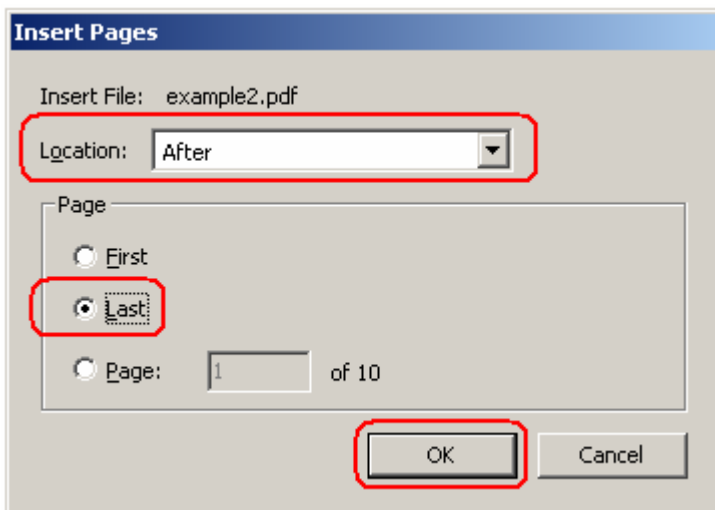 Insert Pages
Insert File: example2.pdf
Location: After
Page
First
Last
Page: 1 of 10
OK Cancel